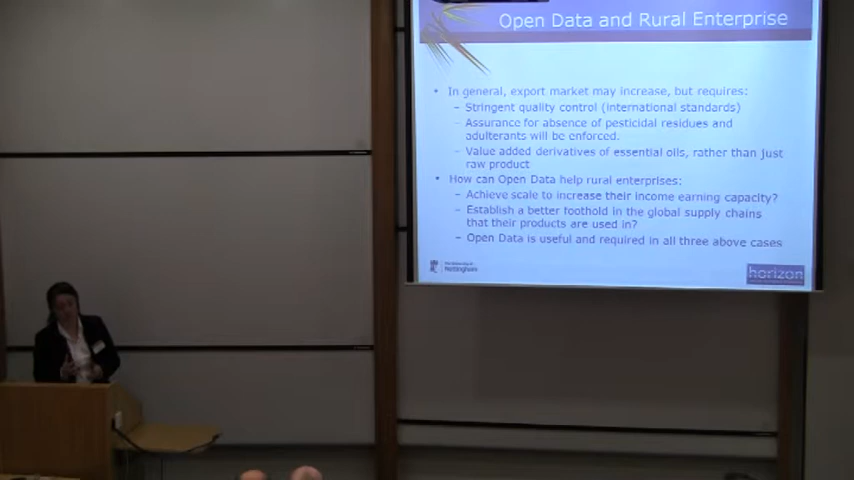 Open Data and Rural Enterprise
• In general, export market may increase, but requires:
– Stringent quality control (international standards)
– Assurance for absence of pesticidal residues and
adulterants will be enforced.
– Value added derivatives of essential oils, rather than just
raw product
• How can Open Data help rural enterprises:
– Achieve scale to increase their income earning capacity?
– Establish a better foothold in the global supply chains
that their products are used in?
– Open Data is useful and required in all three above cases
The University of
Nottingham
horizon